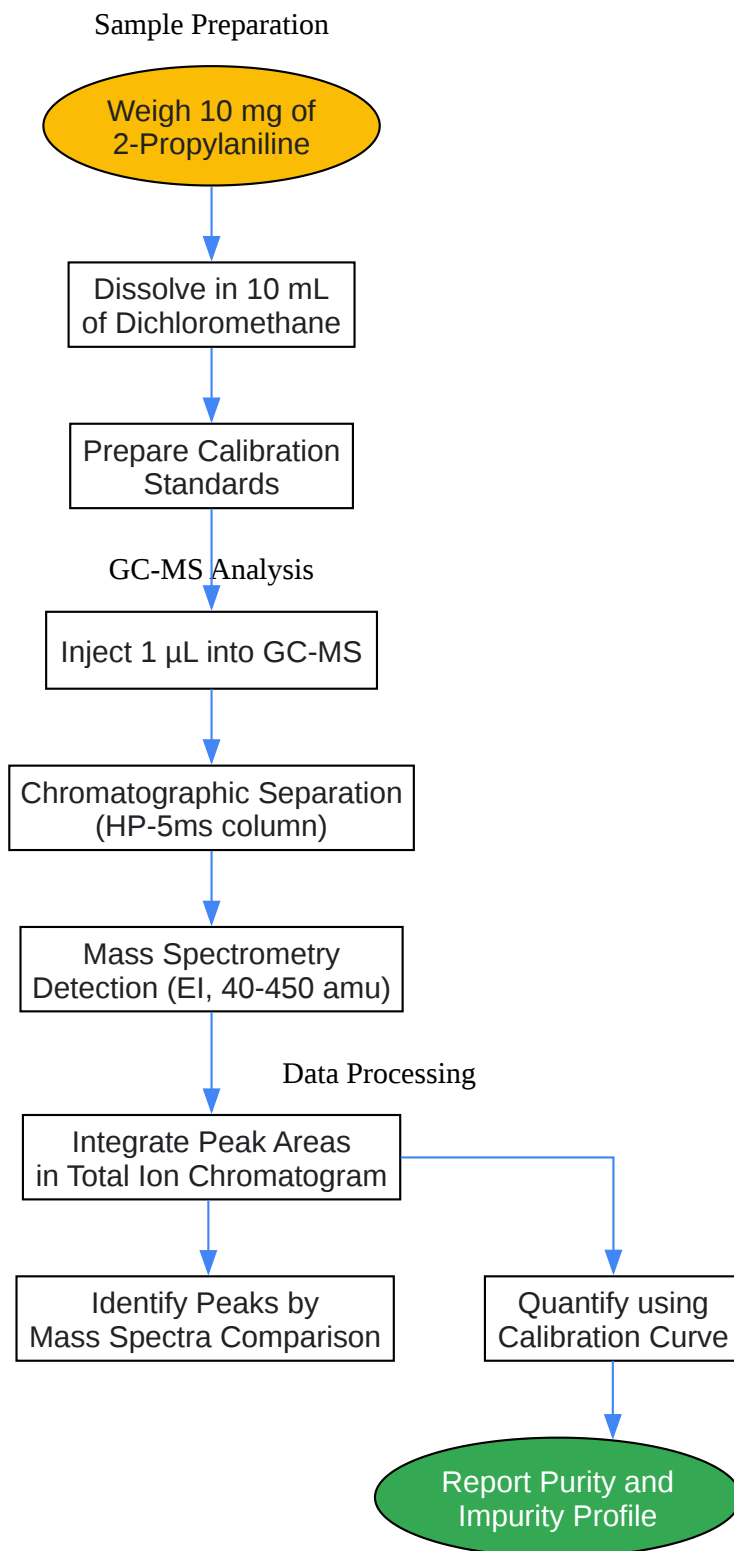 Sample Preparation
Weigh 10 mg of
2-Propylaniline
Dissolve in 10 mL
of Dichloromethane
Prepare Calibration
Standards
GC-MS Analysis
Inject 1 µL into GC-MS
Chromatographic Separation
(HP-5ms column)
Mass Spectrometry
Detection (EI, 40-450 amu)
Data Processing
Integrate Peak Areas
in Total Ion Chromatogram
Identify Peaks by
Mass Spectra Comparison
Quantify using
Calibration Curve
Report Purity and
Impurity Profile